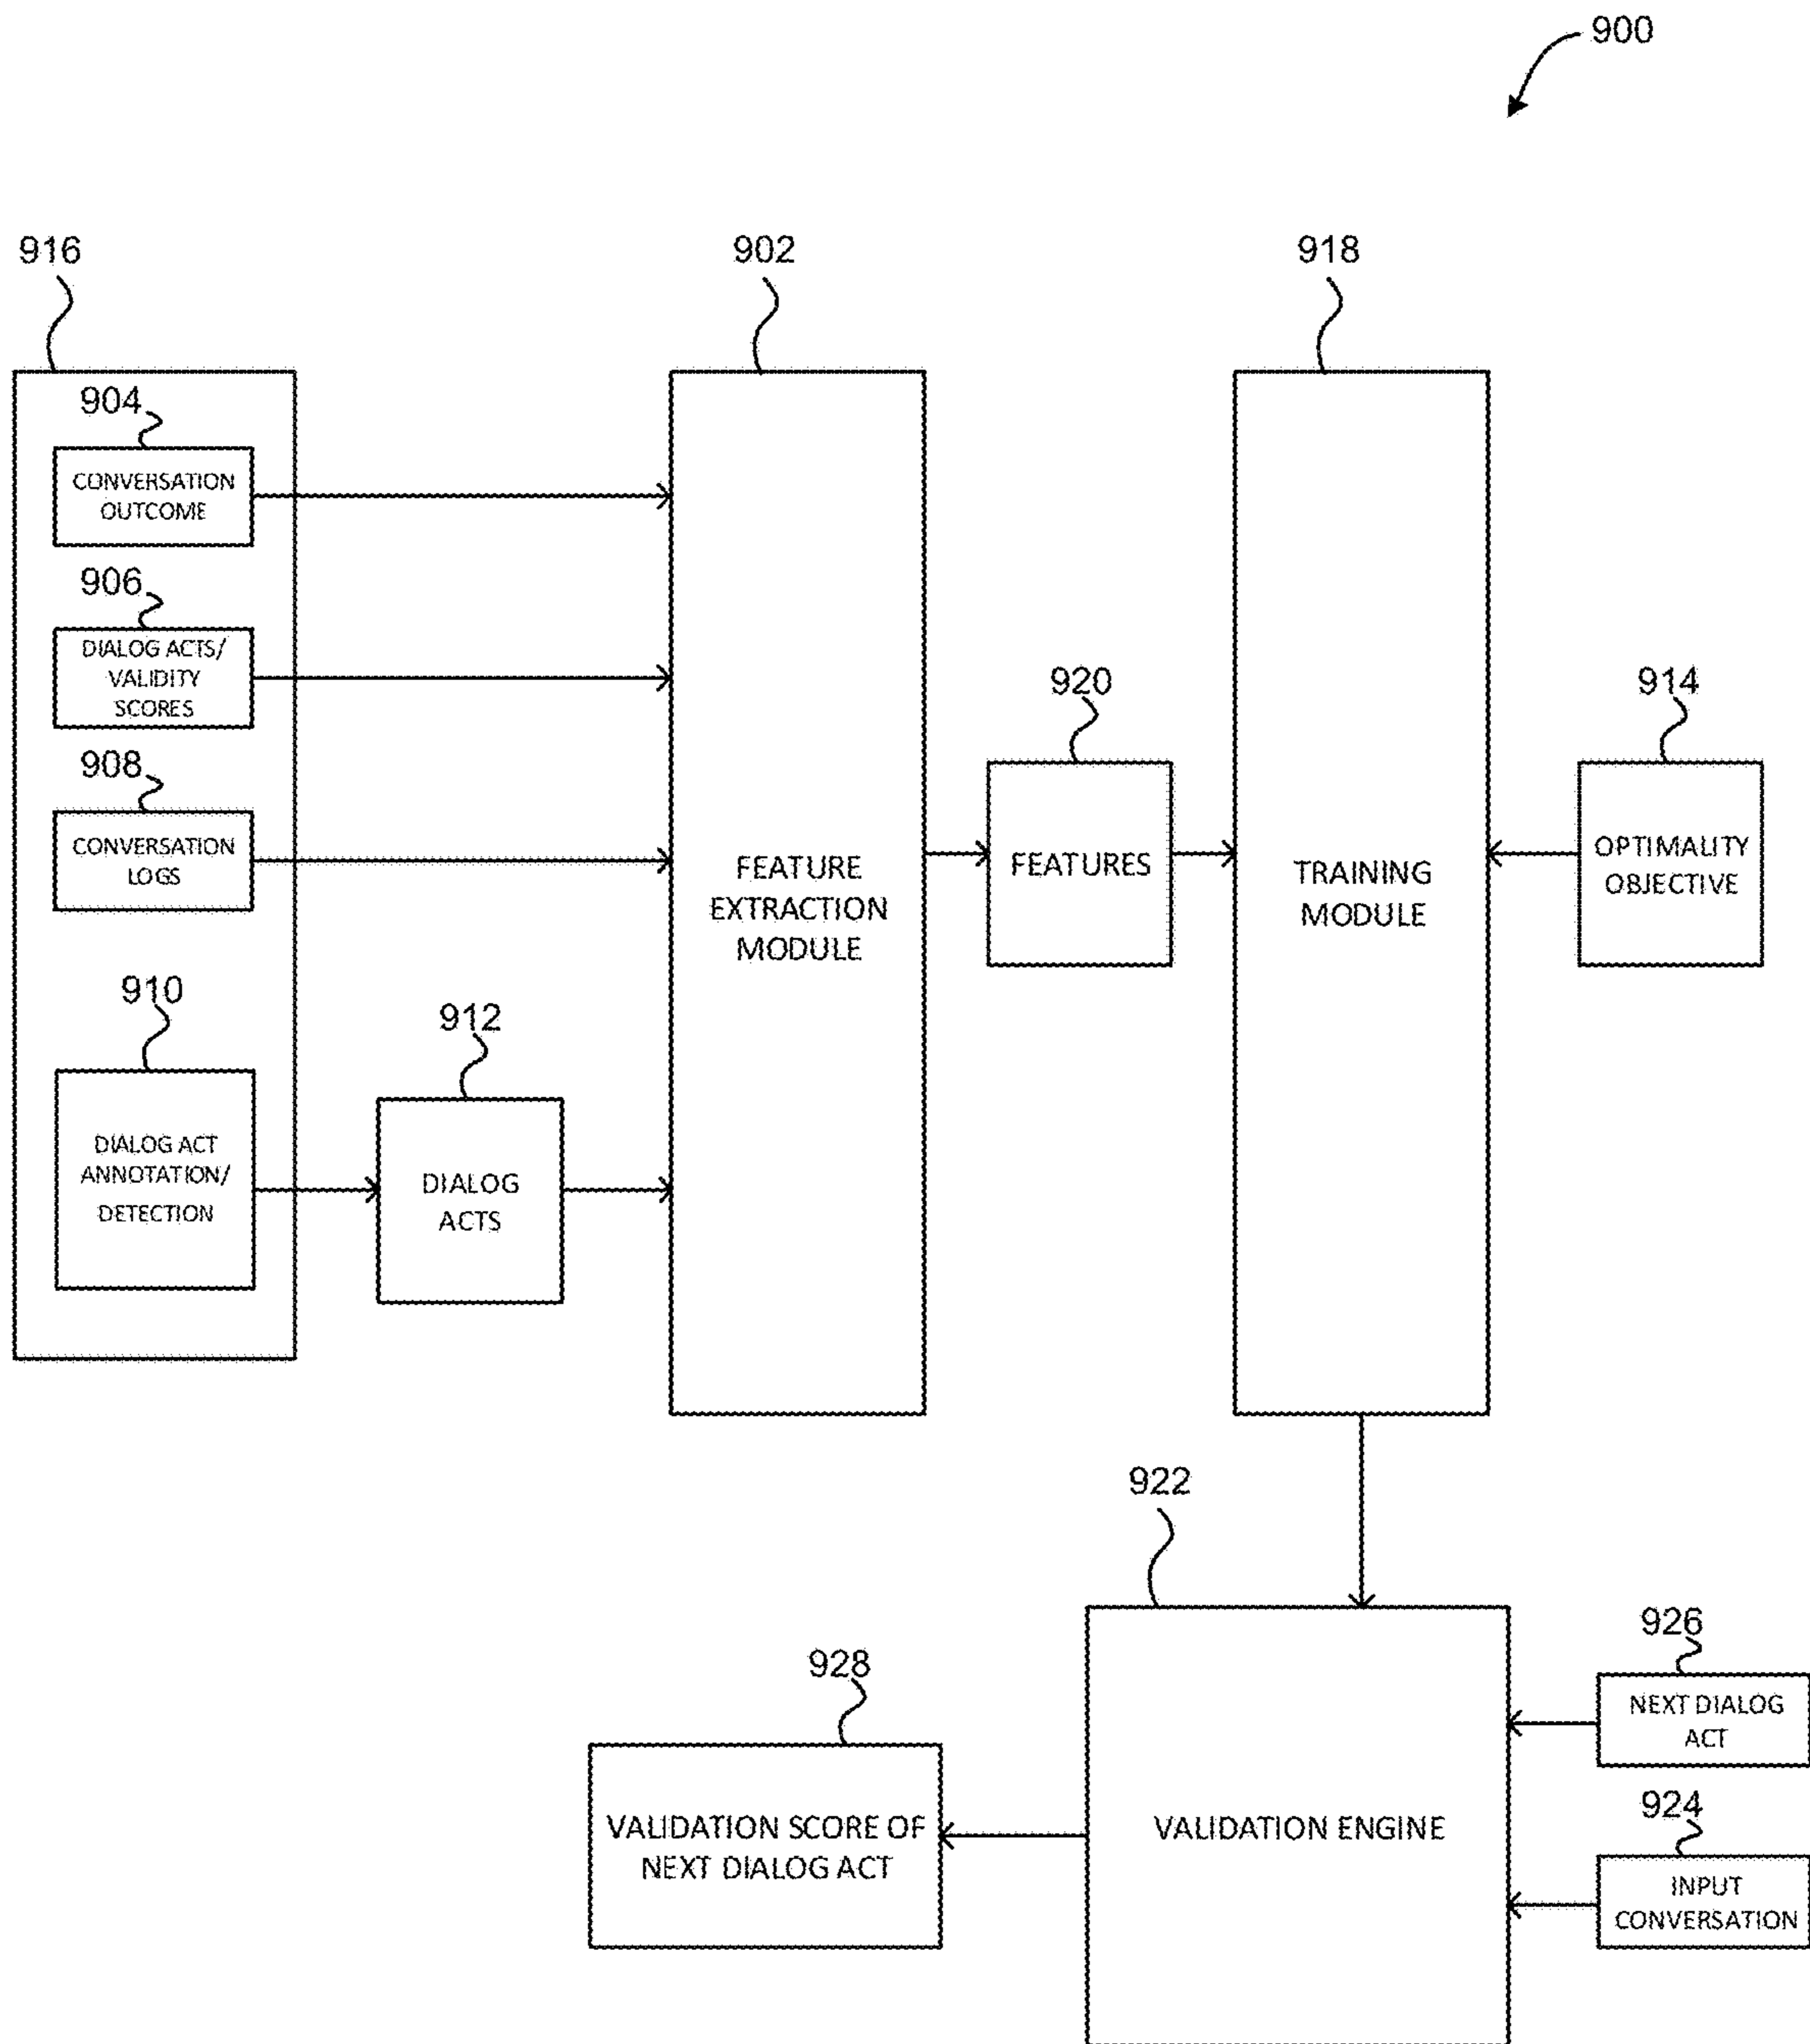 900
916
902
918
904
CONVERSATION
OUTCOME
906
DIALOG ACTS/
VALIDITY
SCORES
908
CONVERSATION
LOGS
910
DIALOG ACT
ANNOTATION/
DETECTION
912
DIALOG
ACTS
FEATURE
EXTRACTION
MODULE
920
FEATURES
TRAINING
MODULE
914
OPTIMALITY
OBJECTIVE
922
VALIDATION ENGINE
926
NEXT DIALOG
ACT
924
INPUT
CONVERSATION
928
VALIDATION SCORE OF
NEXT DIALOG ACT